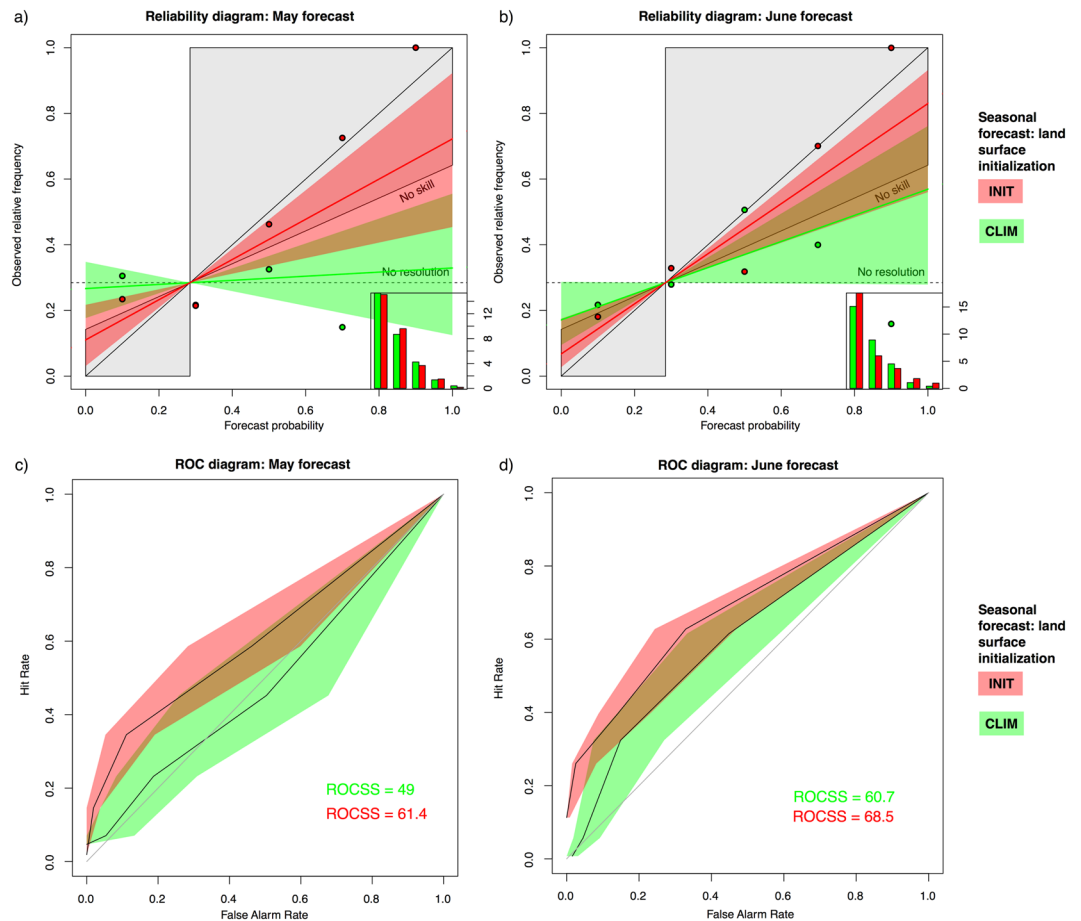 a)
Reliability diagram: May forecast
Observed relative frequency
1.0
0.8
0.6
0.4
0.2
0.0
No skill
No resolution
12
8
4
0
0.0 0.2 0.4 0.6 0.8 1.0
Forecast probability
b)
Reliability diagram: June forecast
Observed relative frequency
1.0
0.8
0.6
0.4
0.2
0.0
No skill
No resolution
15
10
5
0
0.0 0.2 0.4 0.6 0.8 1.0
Forecast probability
Seasonal
forecast: land
surface
initialization
INIT
CLIM
c)
ROC diagram: May forecast
Hit Rate
1.0
0.8
0.6
0.4
0.2
0.0
ROCSS = 49
ROCSS = 61.4
0.0 0.2 0.4 0.6 0.8 1.0
False Alarm Rate
d)
ROC diagram: June forecast
Hit Rate
1.0
0.8
0.6
0.4
0.2
0.0
ROCSS = 60.7
ROCSS = 68.5
0.0 0.2 0.4 0.6 0.8 1.0
False Alarm Rate
Seasonal
forecast: land
surface
initialization
INIT
CLIM